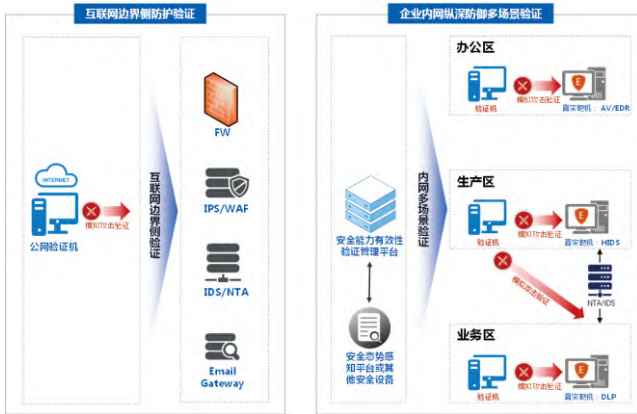 互联网边界侧防护验证
INTERNET
公网验证机
模拟攻击验证
互联网边界侧验证
FW
IPS/WAF
IDS/NTA
Email
Gateway
企业内网纵深防御多场景验证
安全能力有效性
验证管理平台
安全态势感
知平台或其
他安全设备
内网多场景验证
办公区
验证机
模拟攻击验证
E
真实靶机：AV/EDR
生产区
验证机
模拟攻击验证
E
真实靶机：HIDS
模拟攻击验证
NTA/IDS
业务区
验证机
模拟攻击验证
E
真实靶机：DLP